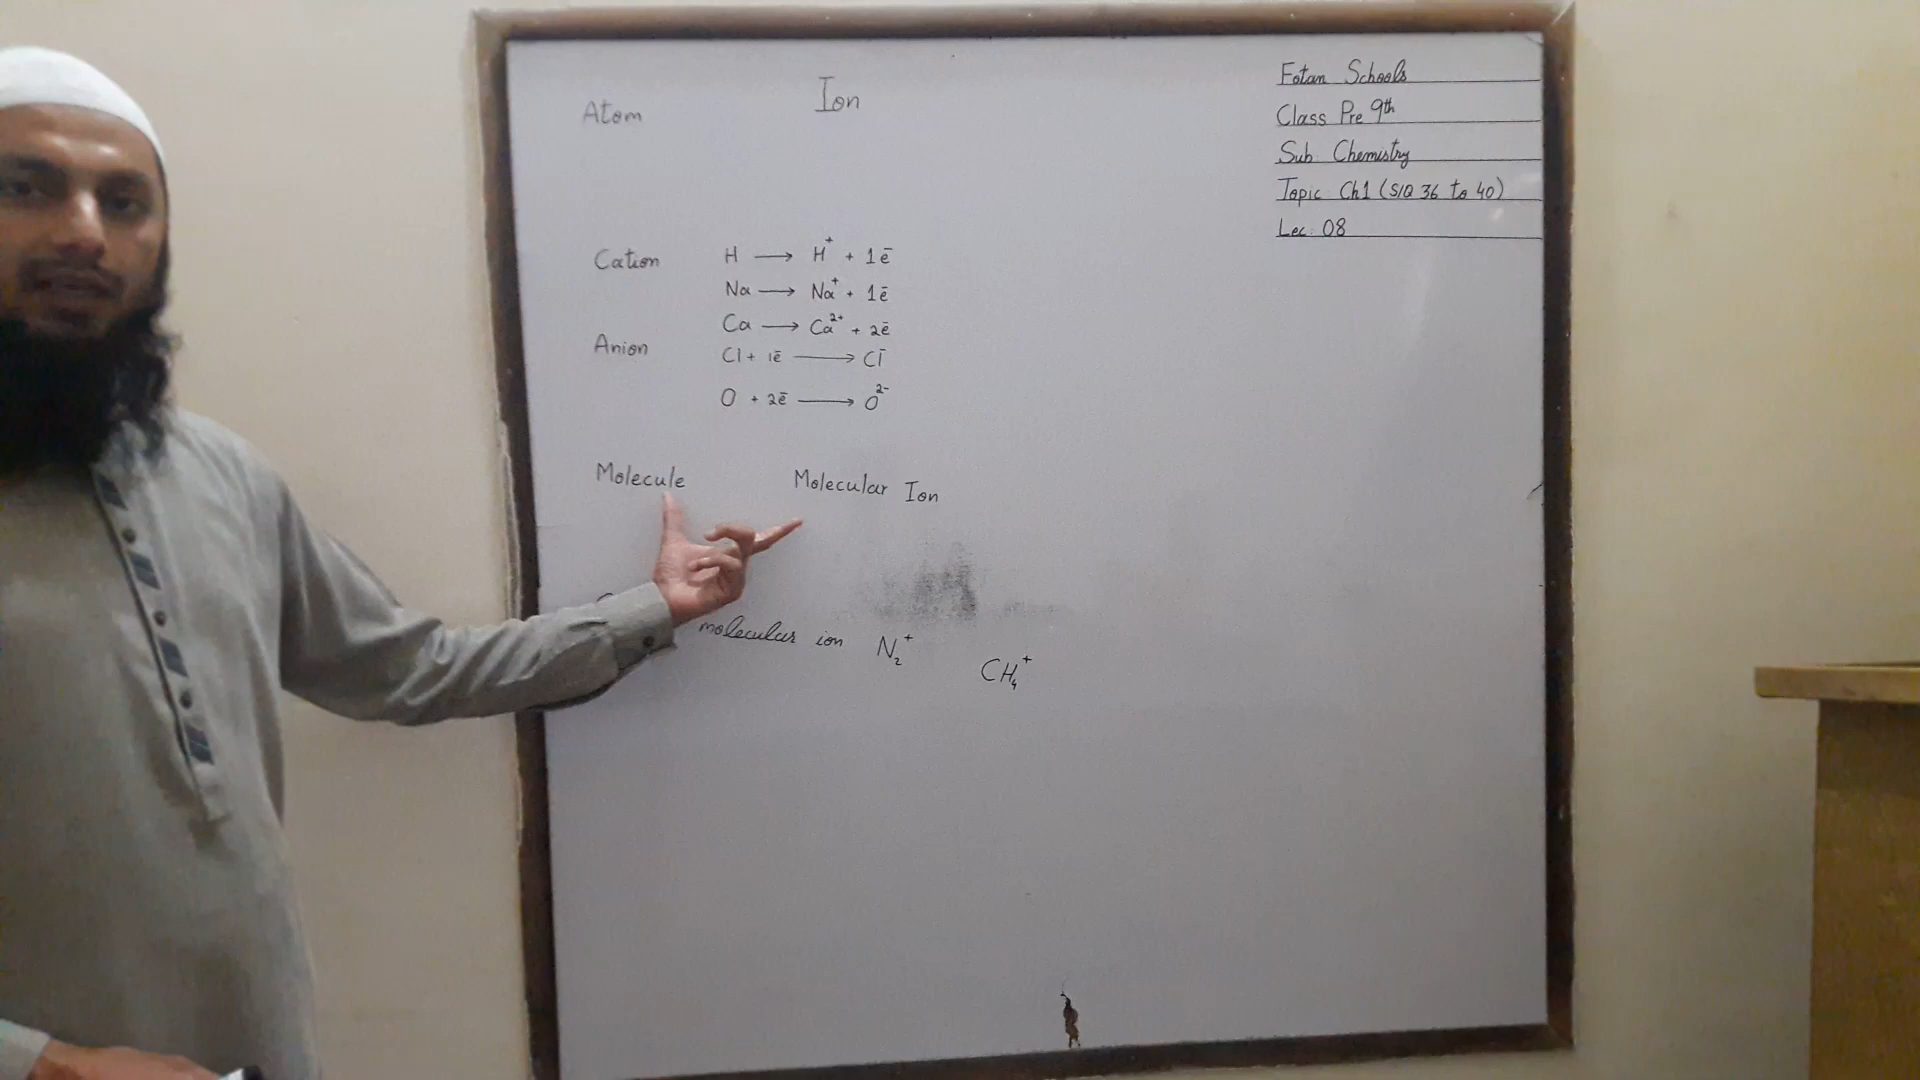 Atom Ion
Cation H ⟶ H⁺ + 1ē
Na ⟶ Na⁺ + 1ē
Ca ⟶ Ca²⁺ + 2ē
Anion Cl + 1ē ⟶ Cl⁻
O + 2ē ⟶ O²⁻
Molecule Molecular Ion
molecular ion N₂⁺ CH₄⁺
Fotan Schools
Class Pre 9th
Sub: Chemistry
Topic: Ch1 (S/Q 36 to 40)
Lec: 08